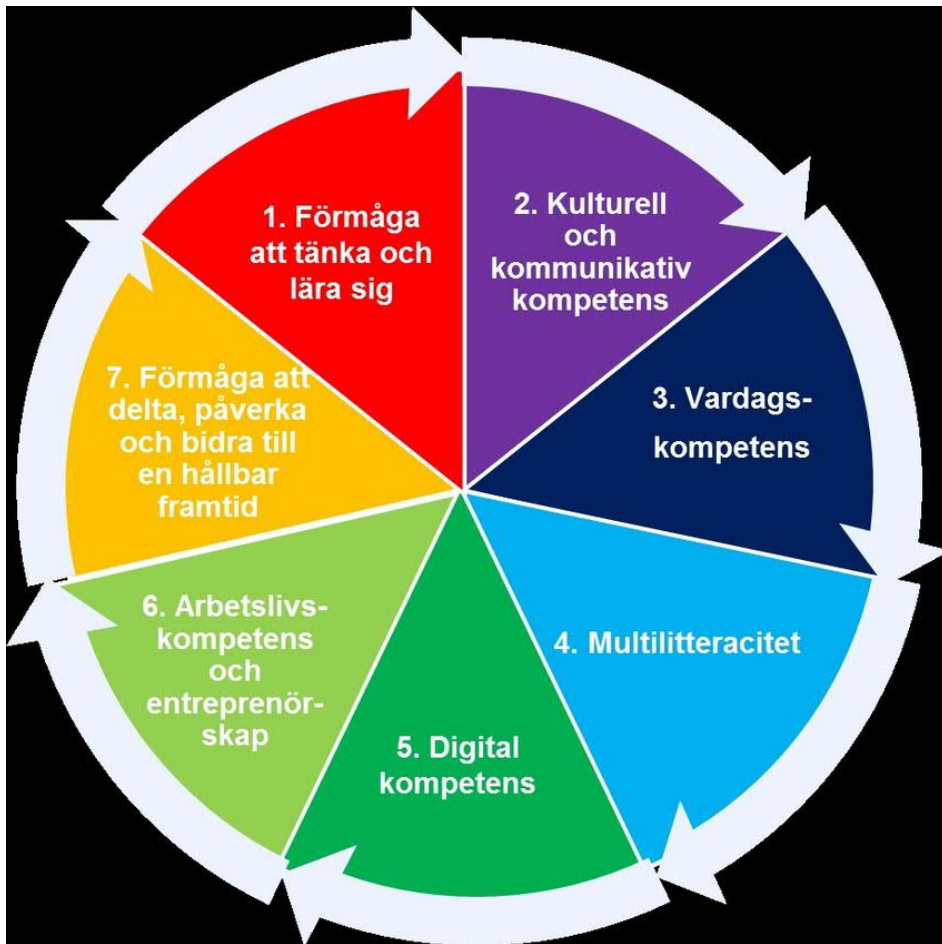 1. Förmåga
att tänka och
lära sig
2. Kulturell
och
kommunikativ
kompetens
3. Vardags-
kompetens
4. Multilitteracitet
5. Digital
kompetens
6. Arbetslivs-
kompetens
och
entreprenör-
skap
7. Förmåga att
delta, påverka
och bidra till
en hållbar
framtid